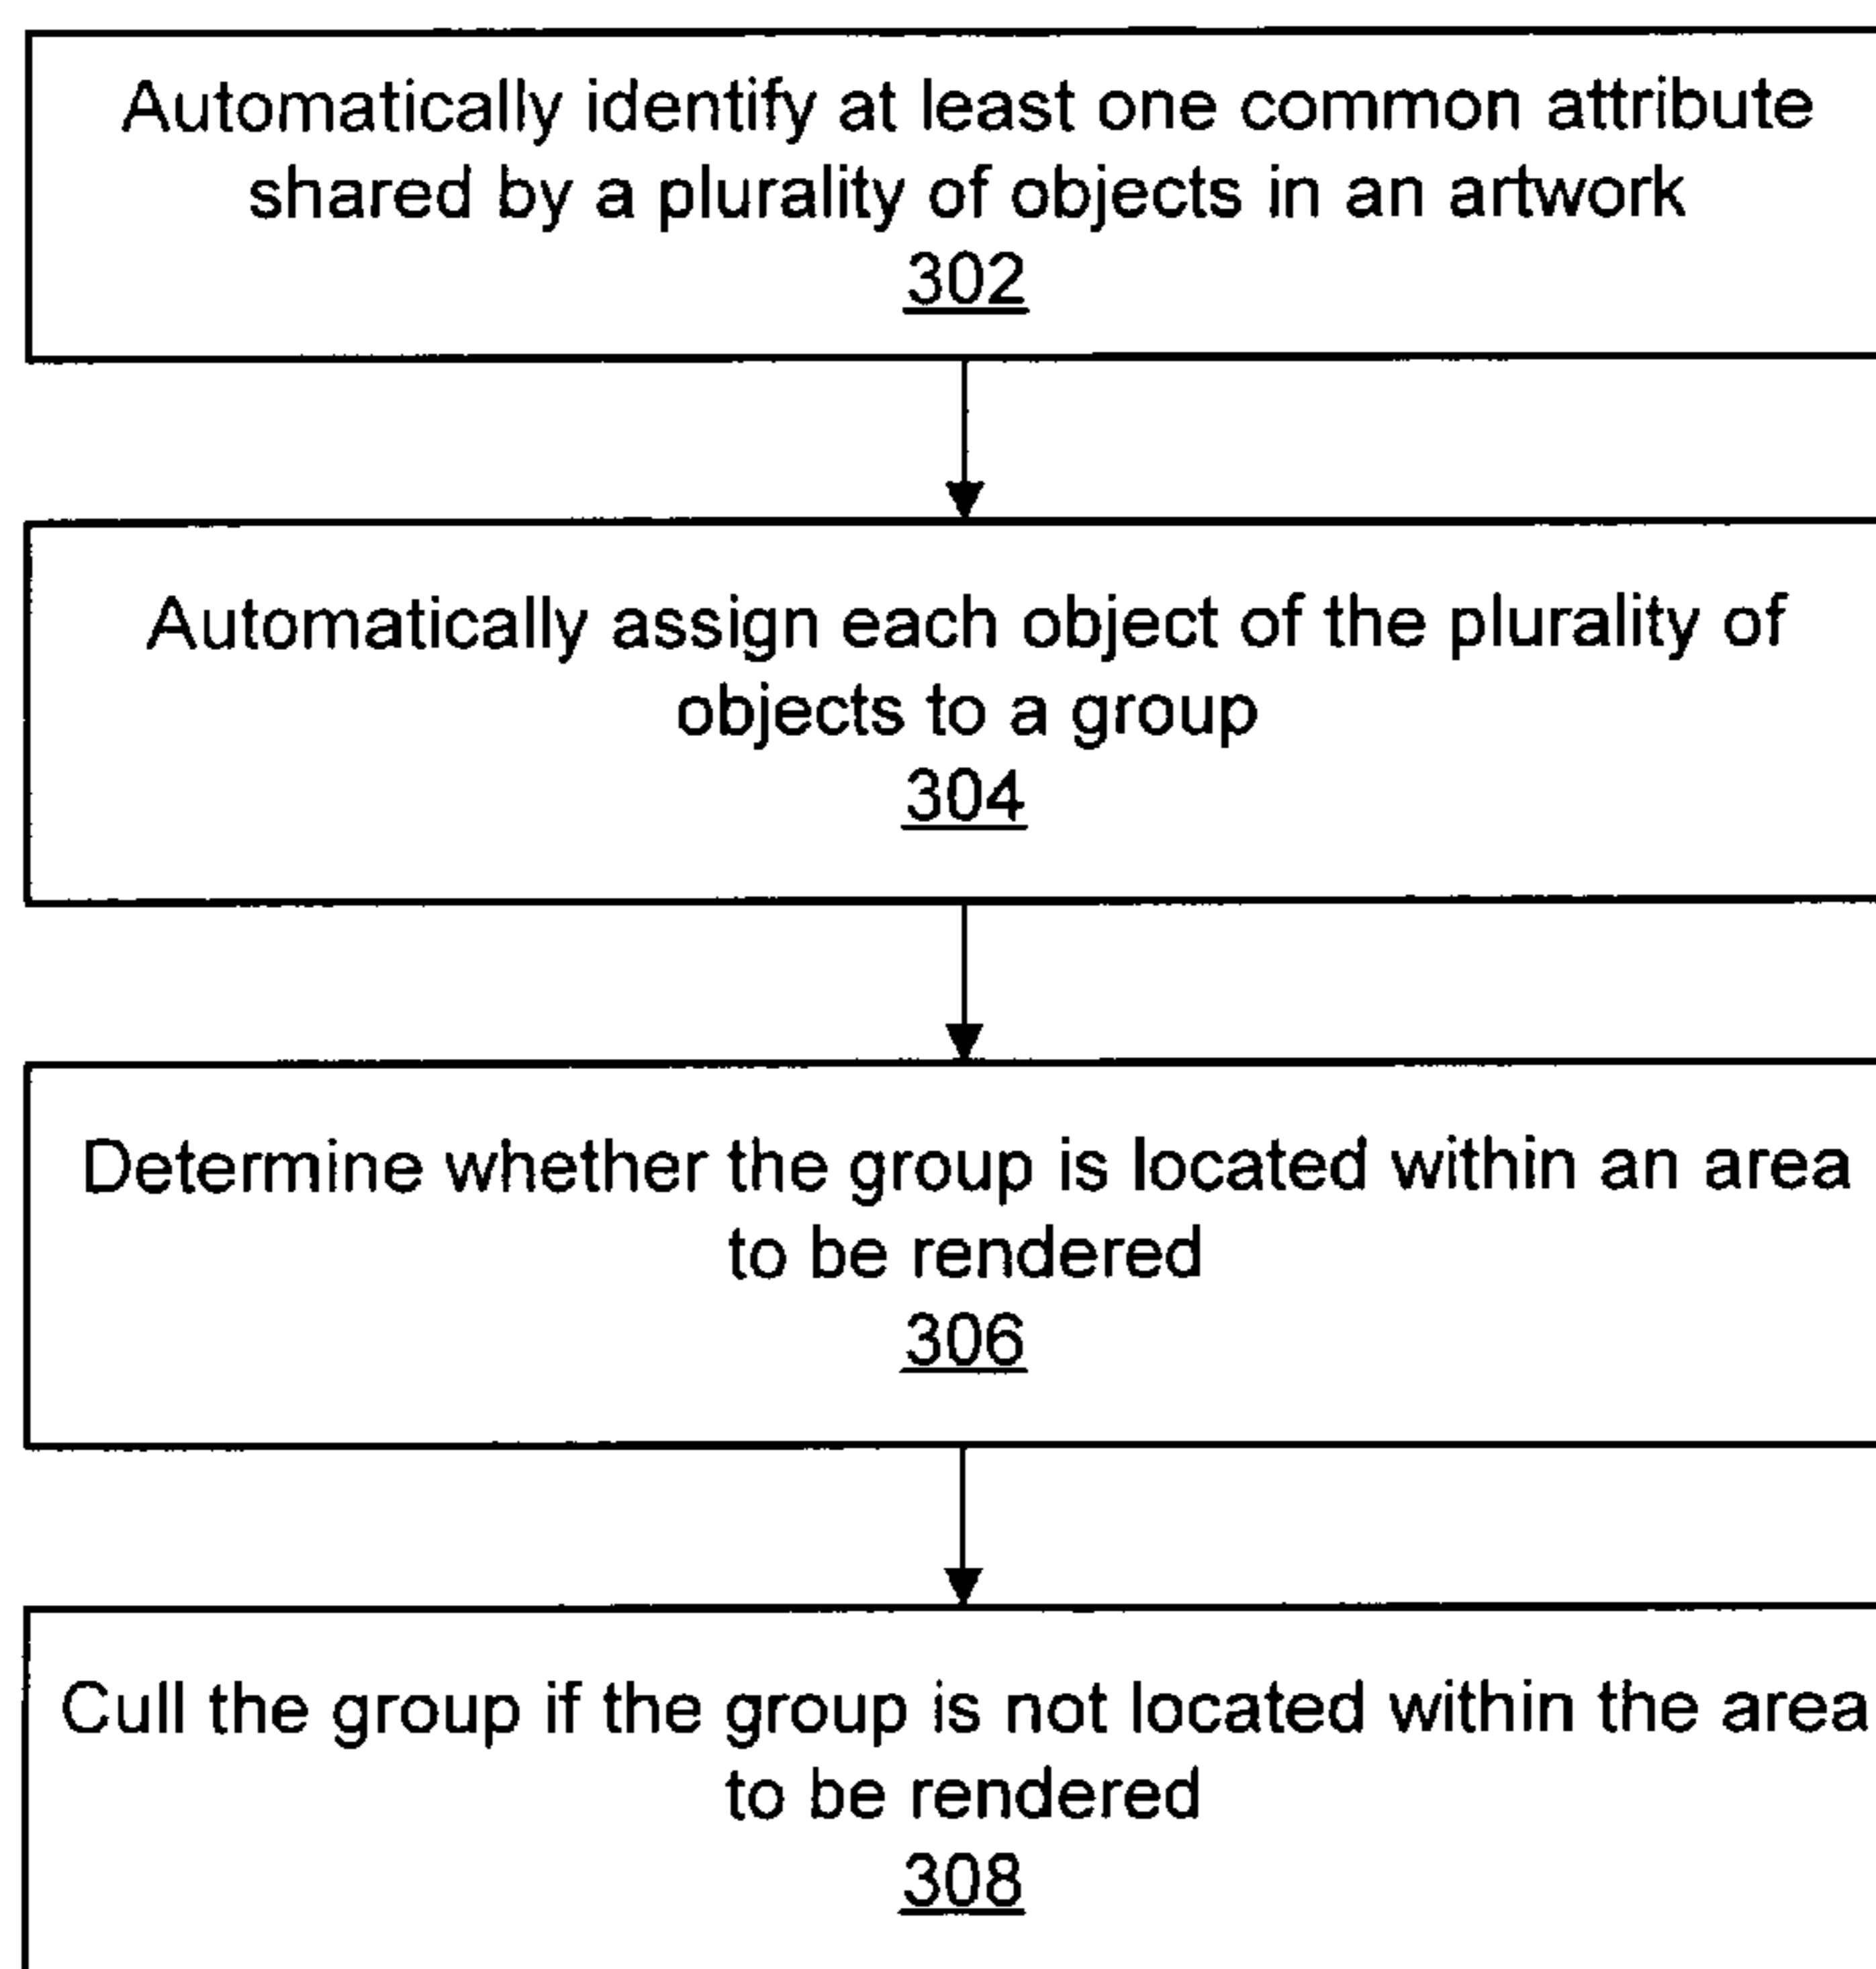 Automatically identify at least one common attribute
shared by a plurality of objects in an artwork
302
Automatically assign each object of the plurality of
objects to a group
304
Determine whether the group is located within an area
to be rendered
306
Cull the group if the group is not located within the area
to be rendered
308